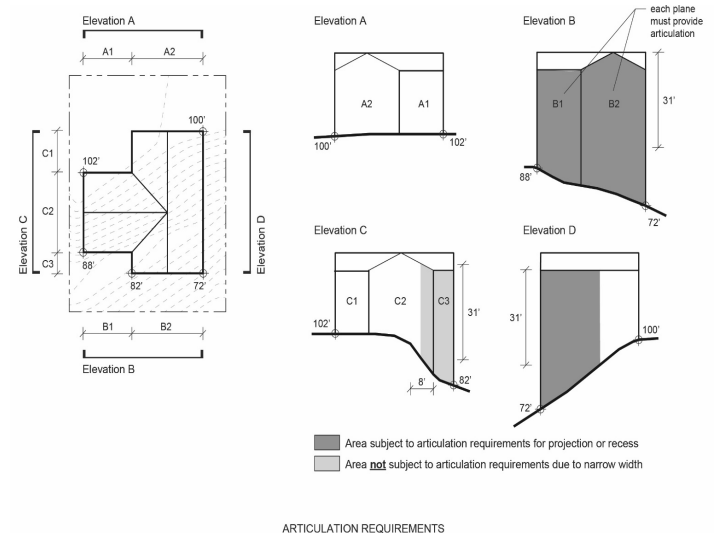 Elevation A
A1
A2
100'
C1
102'
Elevation C
C2
Elevation D
C3
88'
82'
72'
B1
B2
Elevation B
Elevation A
A2
A1
100'
102'
Elevation B
each plane
must provide
articulation
B1
B2
31'
88'
72'
Elevation C
C1
C2
C3
31'
102'
8'
82'
Elevation D
31'
100'
72'
Area subject to articulation requirements for projection or recess
Area not subject to articulation requirements due to narrow width
ARTICULATION REQUIREMENTS